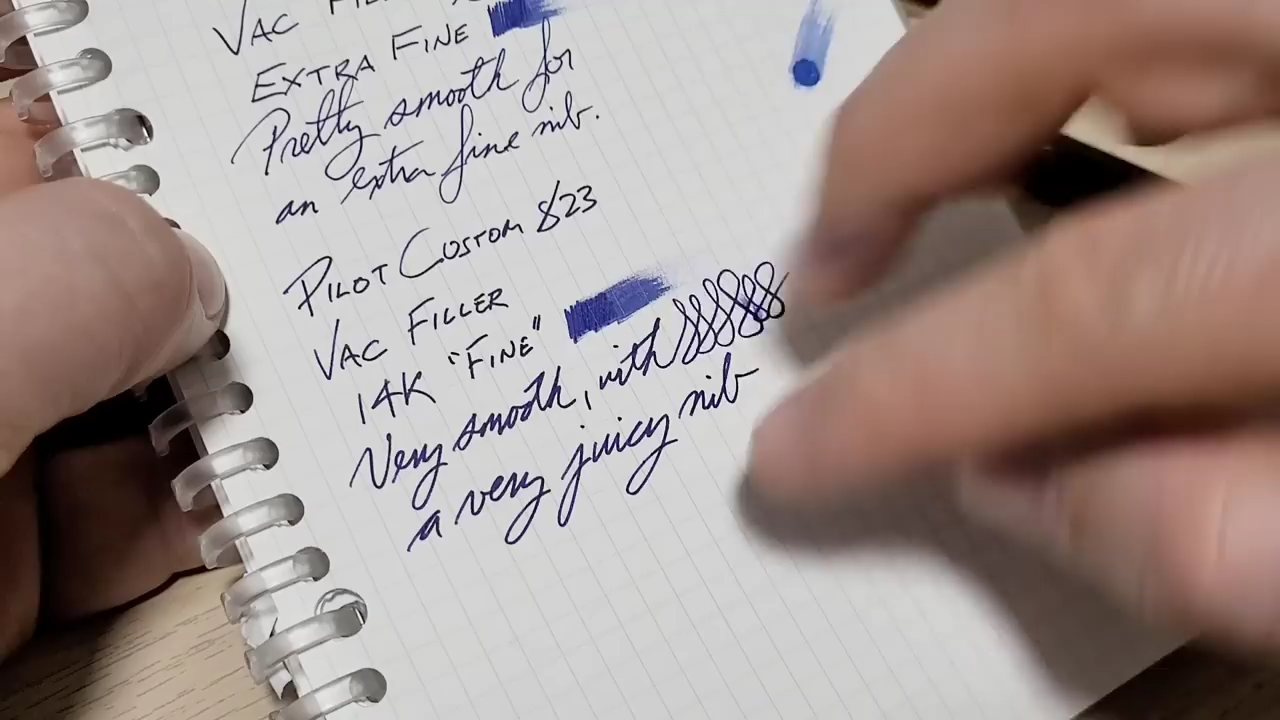 VAC
EXTRA FINE
Pretty smooth for
an extra fine nib.
PILOT CUSTOM 823
VAC FILLER
14K "FINE"
Very smooth, with
a very juicy nib